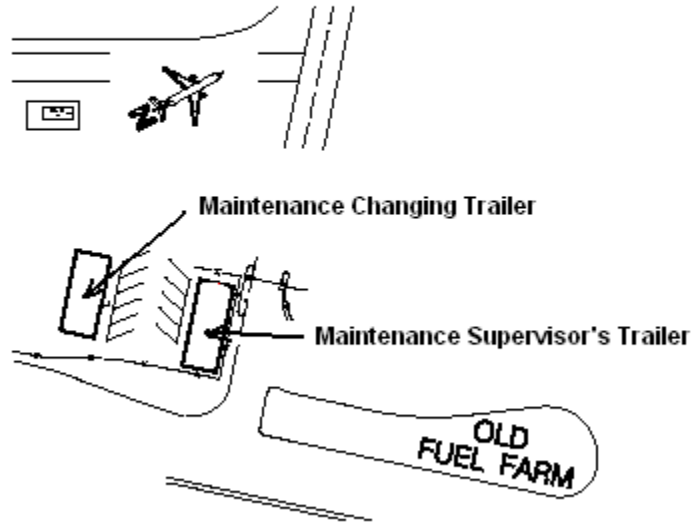 Maintenance Changing Trailer
Maintenance Supervisor's Trailer
OLD
FUEL FARM